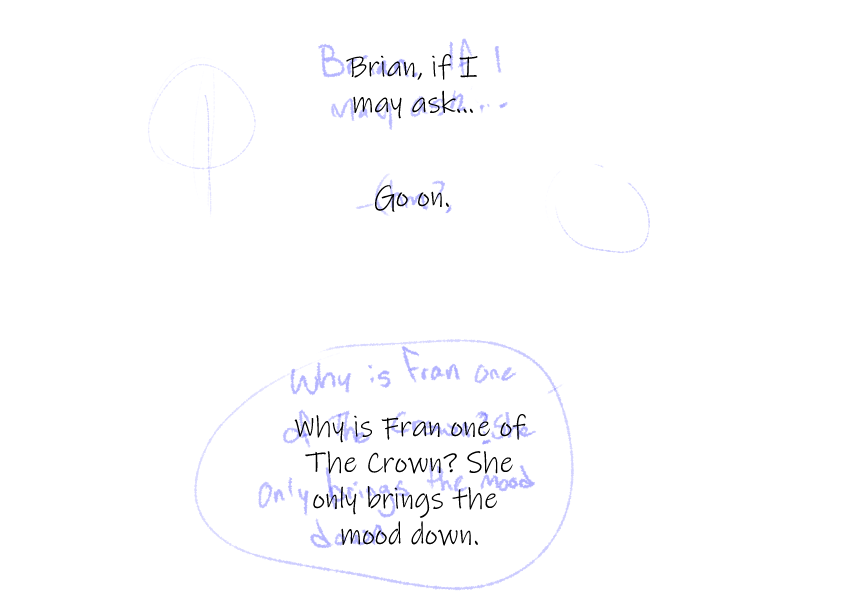 Brian, if I
may ask...
Go on.
Why is Fran one of
The Crown? She
only brings the
mood down.